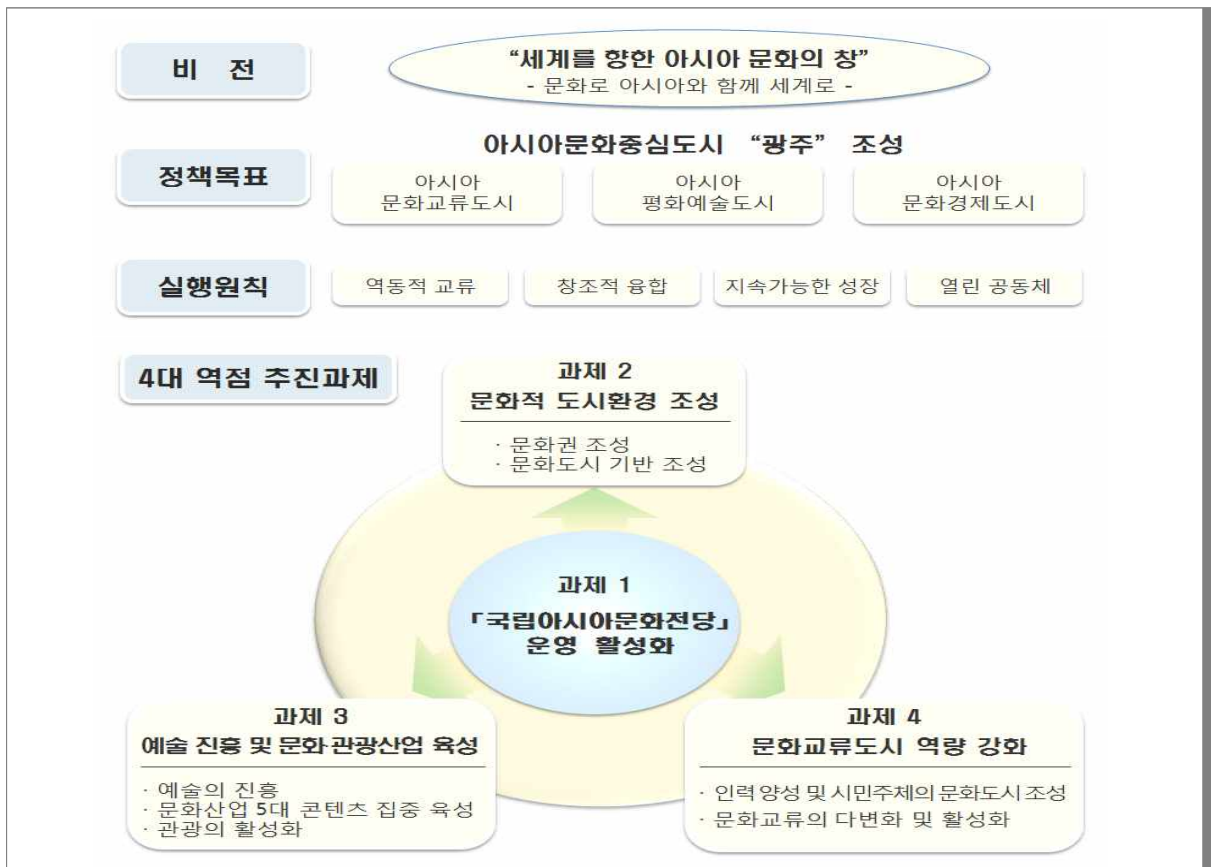 비 전
“세계를 향한 아시아 문화의 창”
- 문화로 아시아와 함께 세계로 -
정책목표
아시아문화중심도시 “광주” 조성
아시아
문화교류도시
아시아
평화예술도시
아시아
문화경제도시
실행원칙
역동적 교류
창조적 융합
지속가능한 성장
열린 공동체
4대 역점 추진과제
과제 2
문화적 도시환경 조성
· 문화권 조성
· 문화도시 기반 조성
과제 1
「국립아시아문화전당」
운영 활성화
과제 3
예술 진흥 및 문화 관광산업 육성
· 예술의 진흥
· 문화산업 5대 콘텐츠 집중 육성
· 관광의 활성화
과제 4
문화교류도시 역량 강화
· 인력양성 및 시민주체의 문화도시 조성
· 문화교류의 다변화 및 활성화